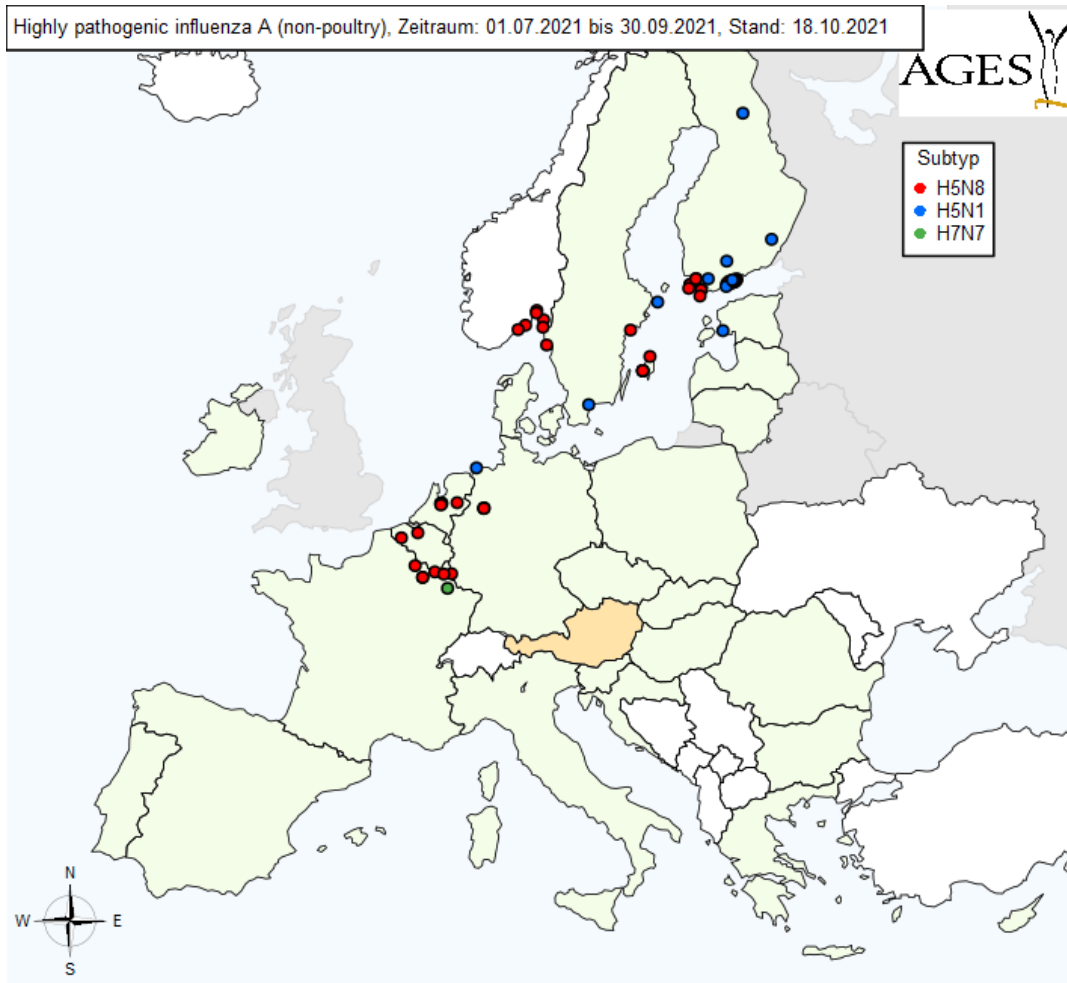 Highly pathogenic influenza A (non-poultry), Zeitraum: 01.07.2021 bis 30.09.2021, Stand: 18.10.2021
AGES
Subtyp
H5N8
H5N1
H7N7
N
W E
S